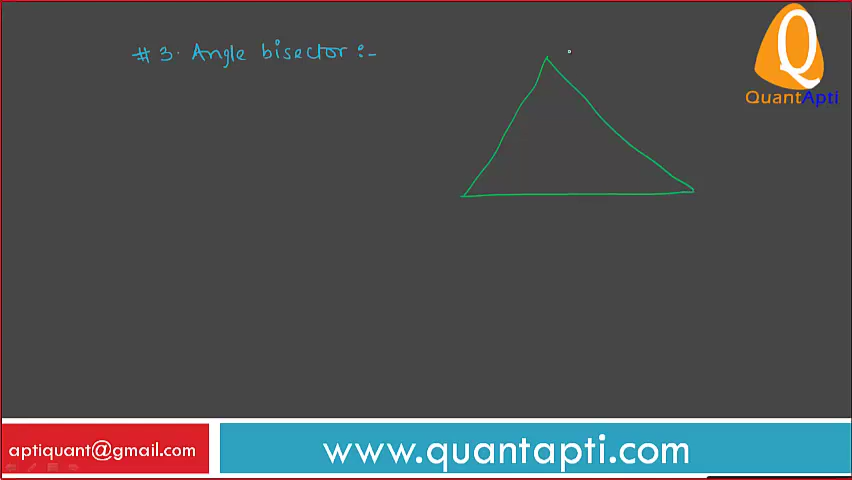 # 3. Angle bisector :-
QuantApti
aptiquant@gmail.com
www.quantapti.com